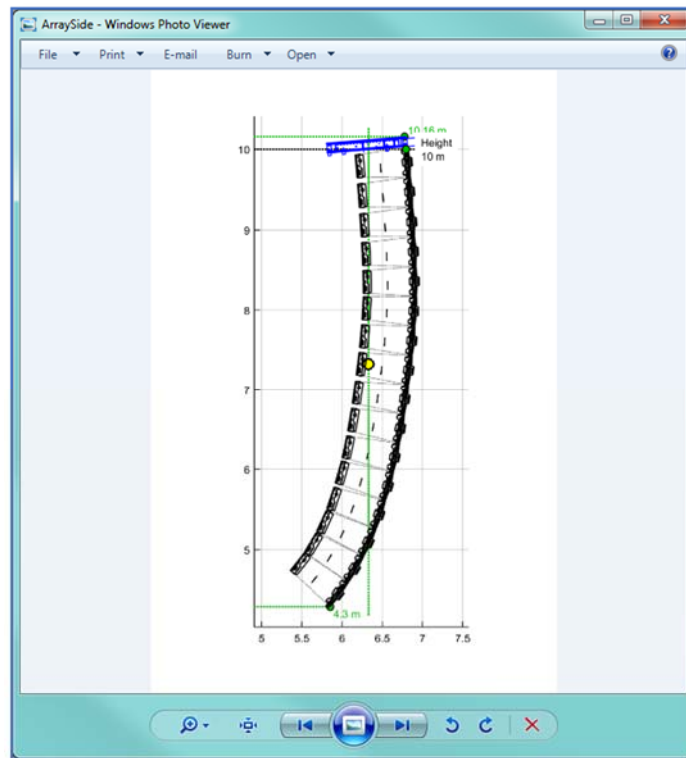 ArraySide - Windows Photo Viewer
File Print E-mail Burn Open
10.16 m
Height
10 m
10
9
8
7
6
5
4.3 m
5 5.5 6 6.5 7 7.5